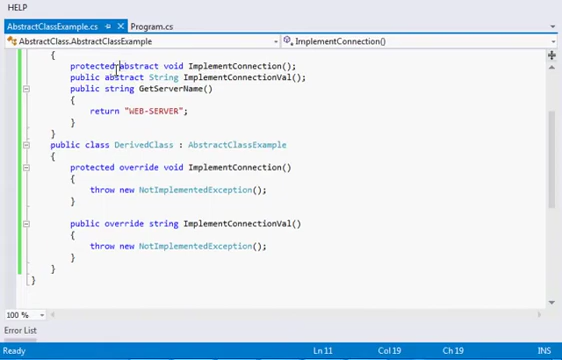 HELP
AbstractClassExample.cs Program.cs
AbstractClass.AbstractClassExample ImplementConnection()
{
protected abstract void ImplementConnection();
public abstract String ImplementConnectionVal();
public string GetServerName()
{
return "WEB-SERVER";
}
}
public class DerivedClass : AbstractClassExample
{
protected override void ImplementConnection()
{
throw new NotImplementedException();
}
public override string ImplementConnectionVal()
{
throw new NotImplementedException();
}
}
}
100 %
Error List
Ready Ln 11 Col 19 Ch 19 INS